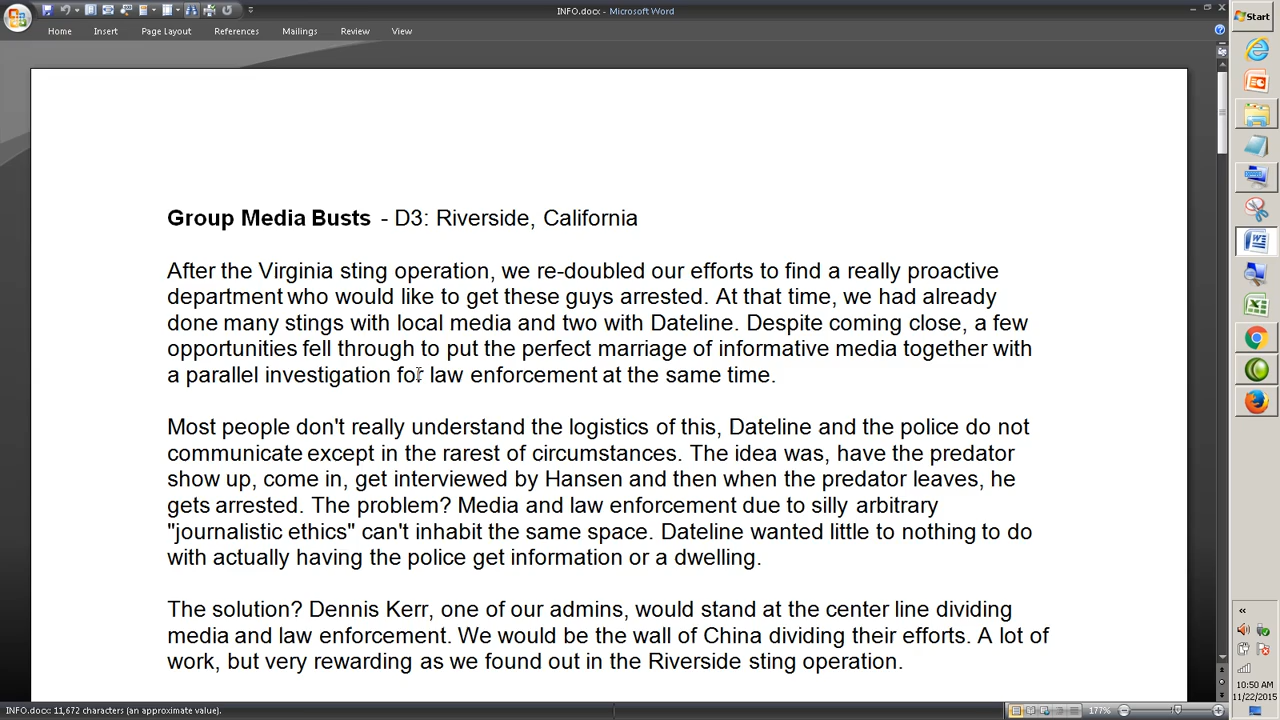 INFO.docx - Microsoft Word
Home Insert Page Layout References Mailings Review View
Start
Group Media Busts - D3: Riverside, California
After the Virginia sting operation, we re-doubled our efforts to find a really proactive
department who would like to get these guys arrested. At that time, we had already
done many stings with local media and two with Dateline. Despite coming close, a few
opportunities fell through to put the perfect marriage of informative media together with
a parallel investigation for law enforcement at the same time.
Most people don't really understand the logistics of this, Dateline and the police do not
communicate except in the rarest of circumstances. The idea was, have the predator
show up, come in, get interviewed by Hansen and then when the predator leaves, he
gets arrested. The problem? Media and law enforcement due to silly arbitrary
"journalistic ethics" can't inhabit the same space. Dateline wanted little to nothing to do
with actually having the police get information or a dwelling.
The solution? Dennis Kerr, one of our admins, would stand at the center line dividing
media and law enforcement. We would be the wall of China dividing their efforts. A lot of
work, but very rewarding as we found out in the Riverside sting operation.
10:50 AM
11/22/2015
INFO.docx: 11,672 characters (an approximate value).
177%